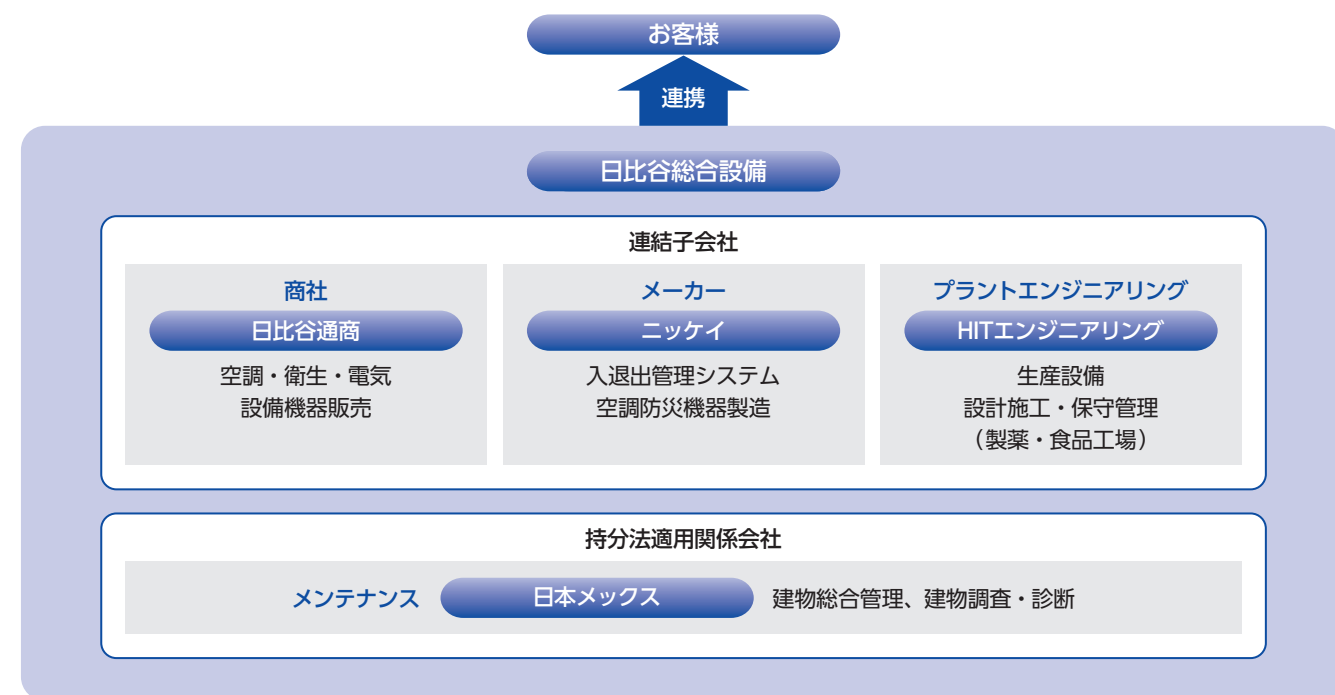 お客様
連携
日比谷総合設備
連結子会社
商社
日比谷通商
空調・衛生・電気
設備機器販売
メーカー
ニッケイ
入退出管理システム
空調防災機器製造
プラントエンジニアリング
HITエンジニアリング
生産設備
設計施工・保守管理
（製薬・食品工場）
持分法適用関係会社
メンテナンス
日本メックス
建物総合管理、建物調査・診断